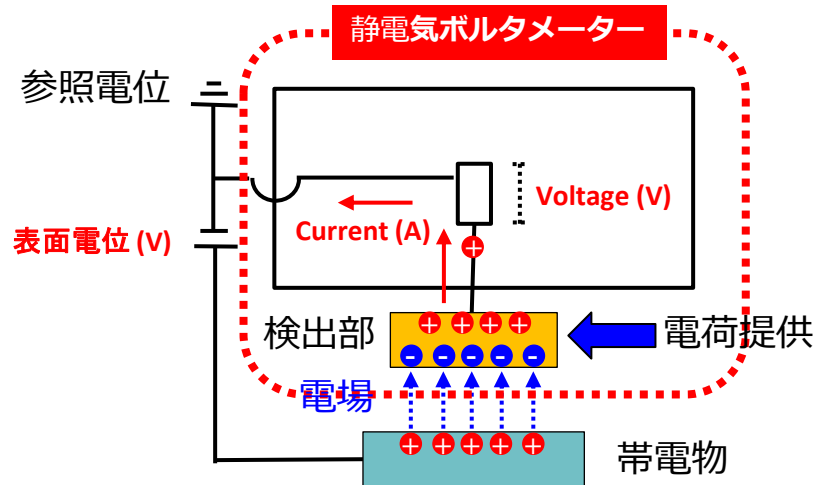 静電気ボルタメーター
参照電位
Voltage (V)
Current (A)
表面電位 (V)
検出部
電荷提供
電場
帯電物